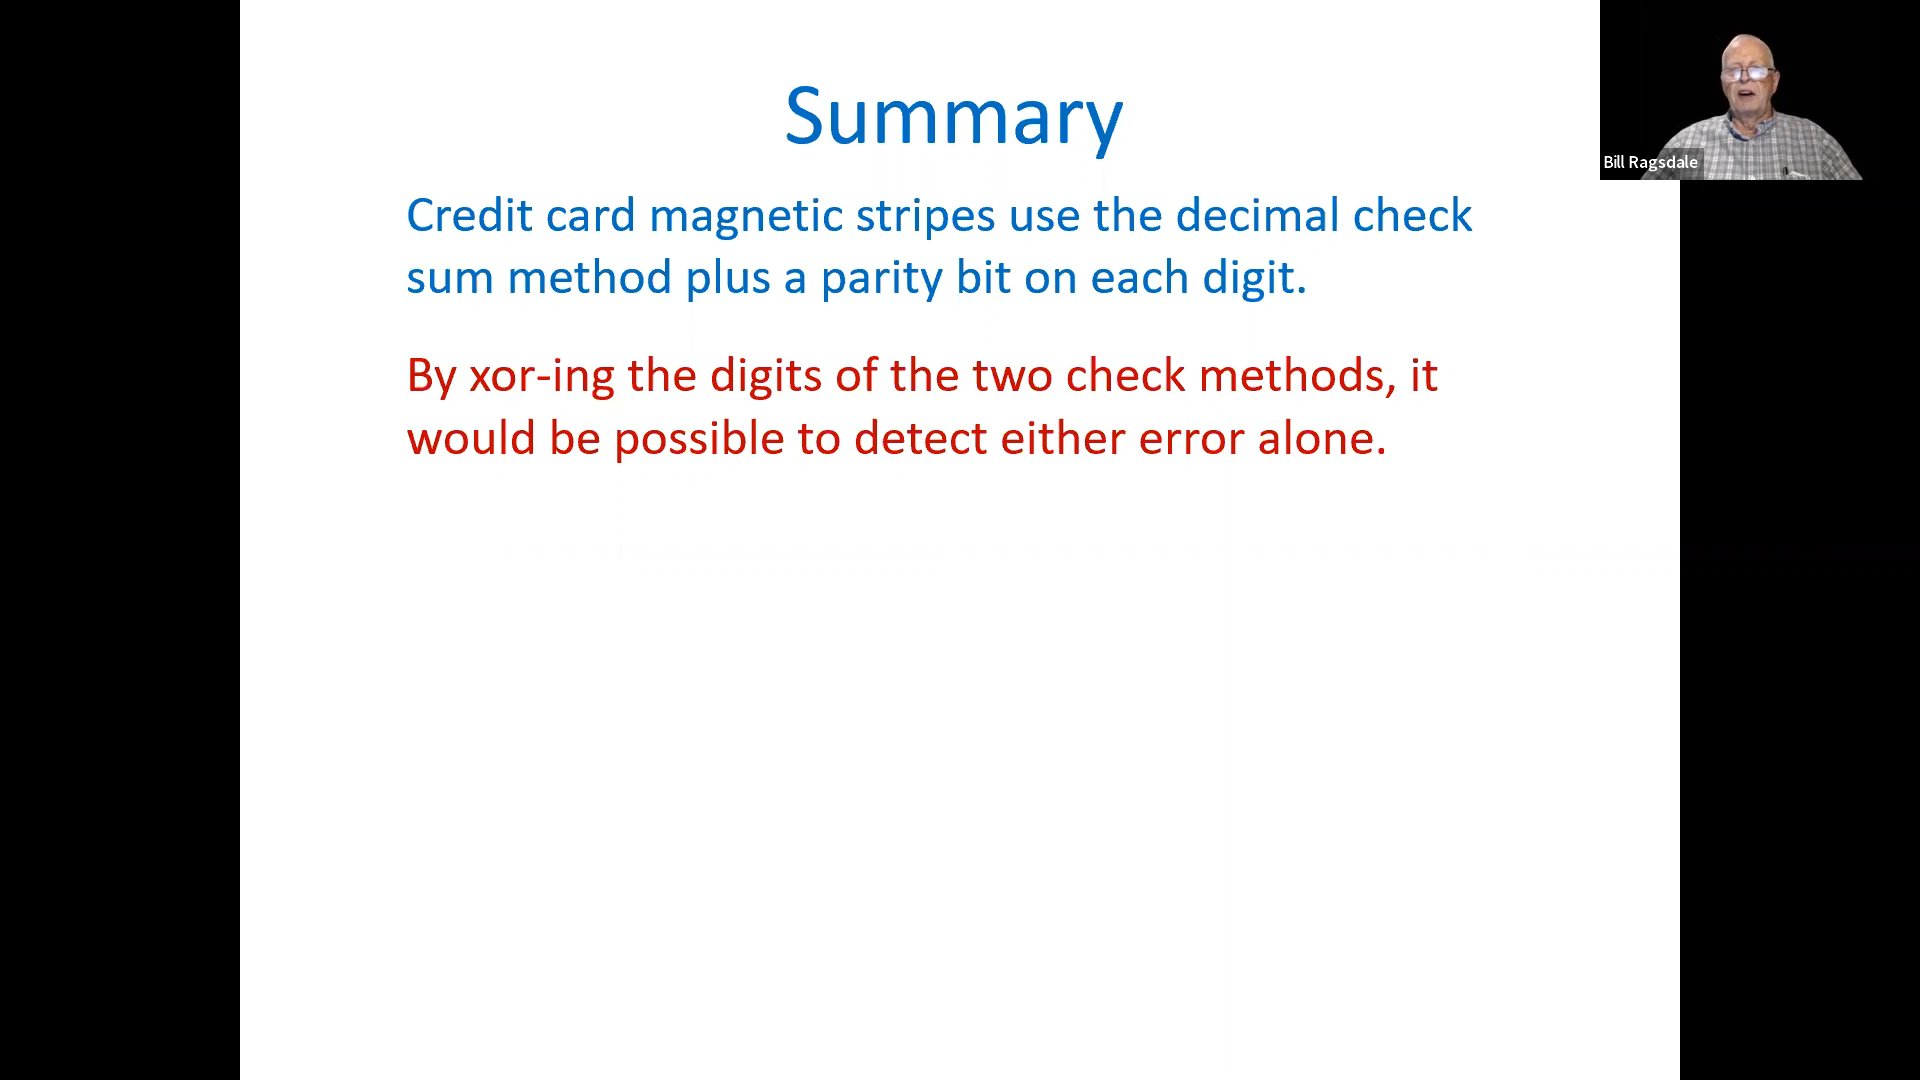 Summary
Bill Ragsdale
Credit card magnetic stripes use the decimal check
sum method plus a parity bit on each digit.
By xor-ing the digits of the two check methods, it
would be possible to detect either error alone.